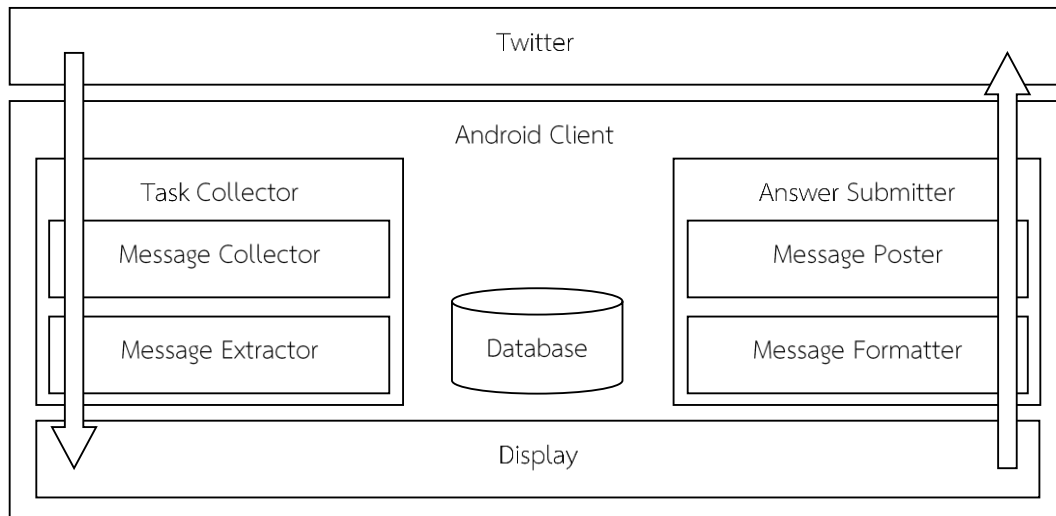 Twitter
Android Client
Task Collector
Message Collector
Message Extractor
Database
Answer Submitter
Message Poster
Message Formatter
Display